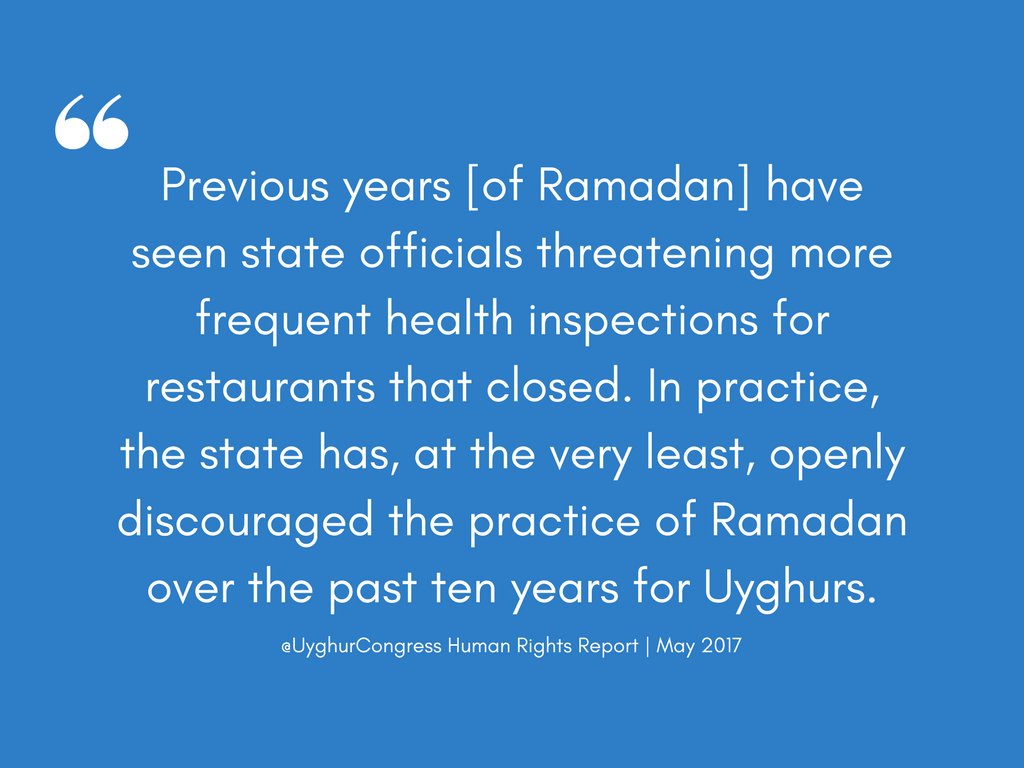 “
Previous years [of Ramadan] have
seen state officials threatening more
frequent health inspections for
restaurants that closed. In practice,
the state has, at the very least, openly
discouraged the practice of Ramadan
over the past ten years for Uyghurs.
@UyghurCongress Human Rights Report | May 2017